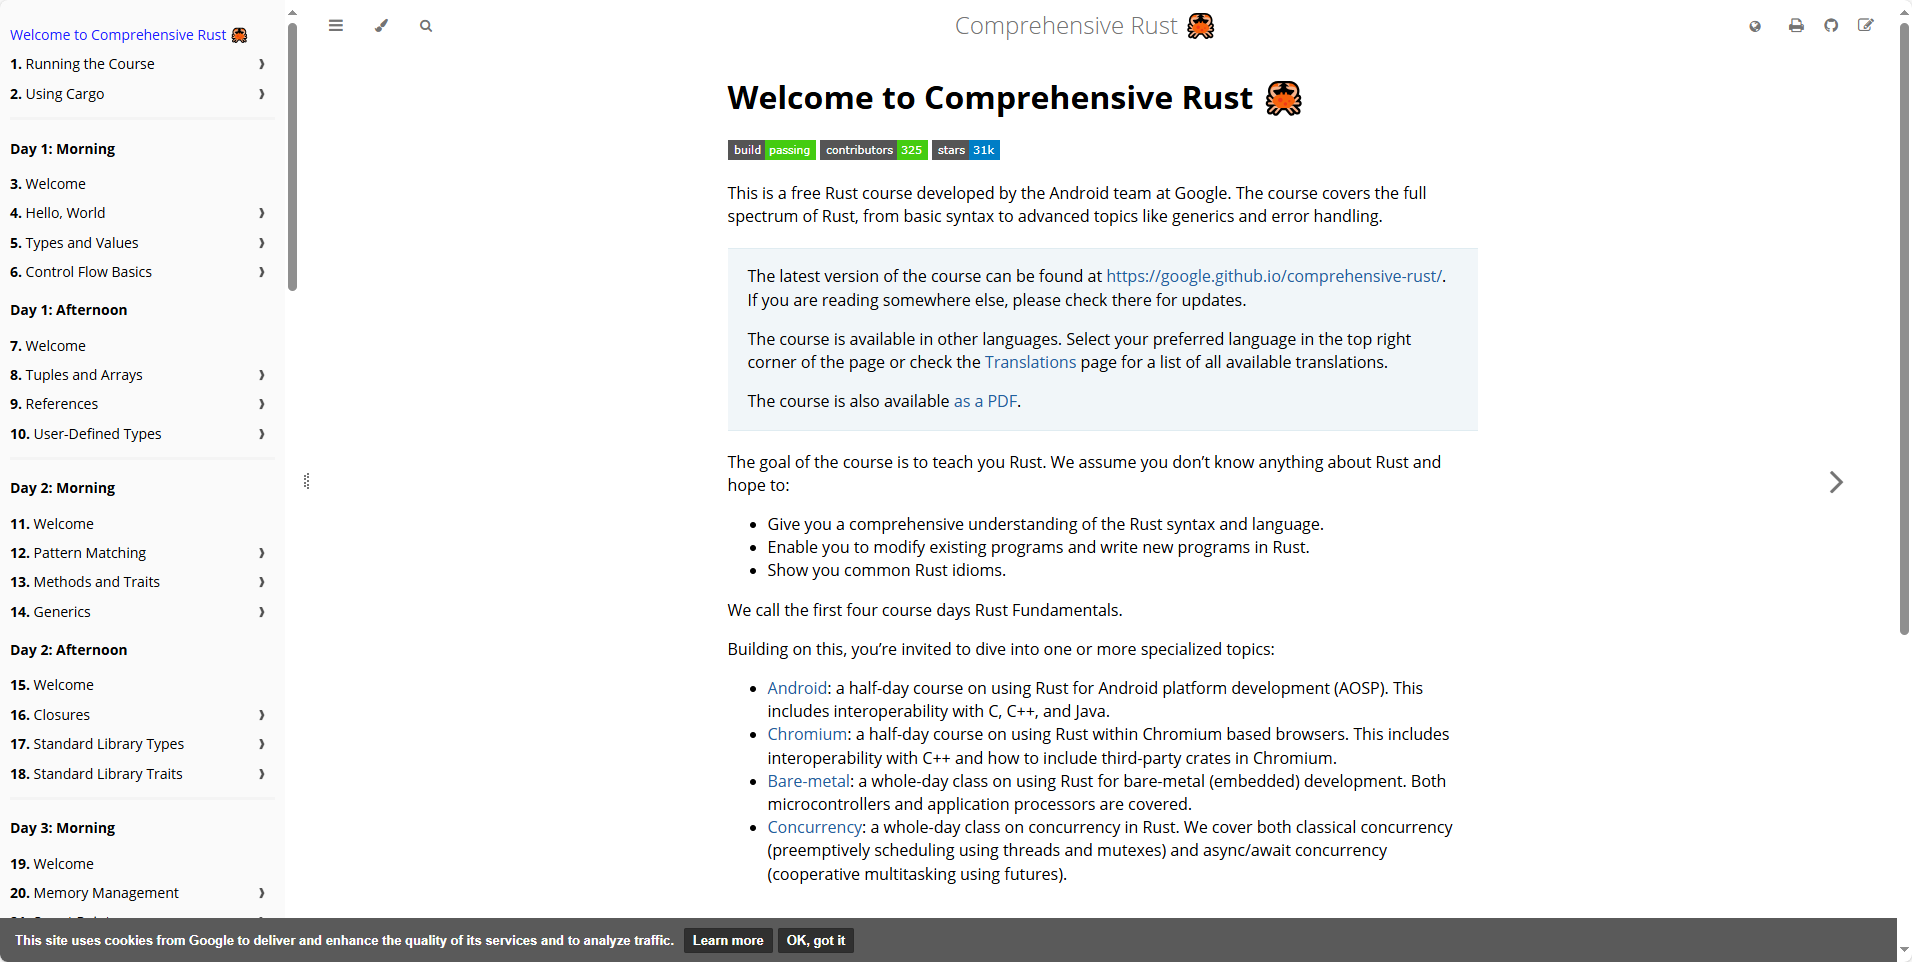 Welcome to Comprehensive Rust 🦀
1. Running the Course
2. Using Cargo
Day 1: Morning
3. Welcome
4. Hello, World
5. Types and Values
6. Control Flow Basics
Day 1: Afternoon
7. Welcome
8. Tuples and Arrays
9. References
10. User-Defined Types
Day 2: Morning
11. Welcome
12. Pattern Matching
13. Methods and Traits
14. Generics
Day 2: Afternoon
15. Welcome
16. Closures
17. Standard Library Types
18. Standard Library Traits
Day 3: Morning
19. Welcome
20. Memory Management
Comprehensive Rust 🦀
Welcome to Comprehensive Rust 🦀
build passing contributors 325 stars 31k
This is a free Rust course developed by the Android team at Google. The course covers the full
spectrum of Rust, from basic syntax to advanced topics like generics and error handling.
The latest version of the course can be found at https://google.github.io/comprehensive-rust/.
If you are reading somewhere else, please check there for updates.
The course is available in other languages. Select your preferred language in the top right
corner of the page or check the Translations page for a list of all available translations.
The course is also available as a PDF.
The goal of the course is to teach you Rust. We assume you don’t know anything about Rust and
hope to:
• Give you a comprehensive understanding of the Rust syntax and language.
• Enable you to modify existing programs and write new programs in Rust.
• Show you common Rust idioms.
We call the first four course days Rust Fundamentals.
Building on this, you’re invited to dive into one or more specialized topics:
• Android: a half-day course on using Rust for Android platform development (AOSP). This
includes interoperability with C, C++, and Java.
• Chromium: a half-day course on using Rust within Chromium based browsers. This includes
interoperability with C++ and how to include third-party crates in Chromium.
• Bare-metal: a whole-day class on using Rust for bare-metal (embedded) development. Both
microcontrollers and application processors are covered.
• Concurrency: a whole-day class on concurrency in Rust. We cover both classical concurrency
(preemptively scheduling using threads and mutexes) and async/await concurrency
(cooperative multitasking using futures).
This site uses cookies from Google to deliver and enhance the quality of its services and to analyze traffic. Learn more OK, got it